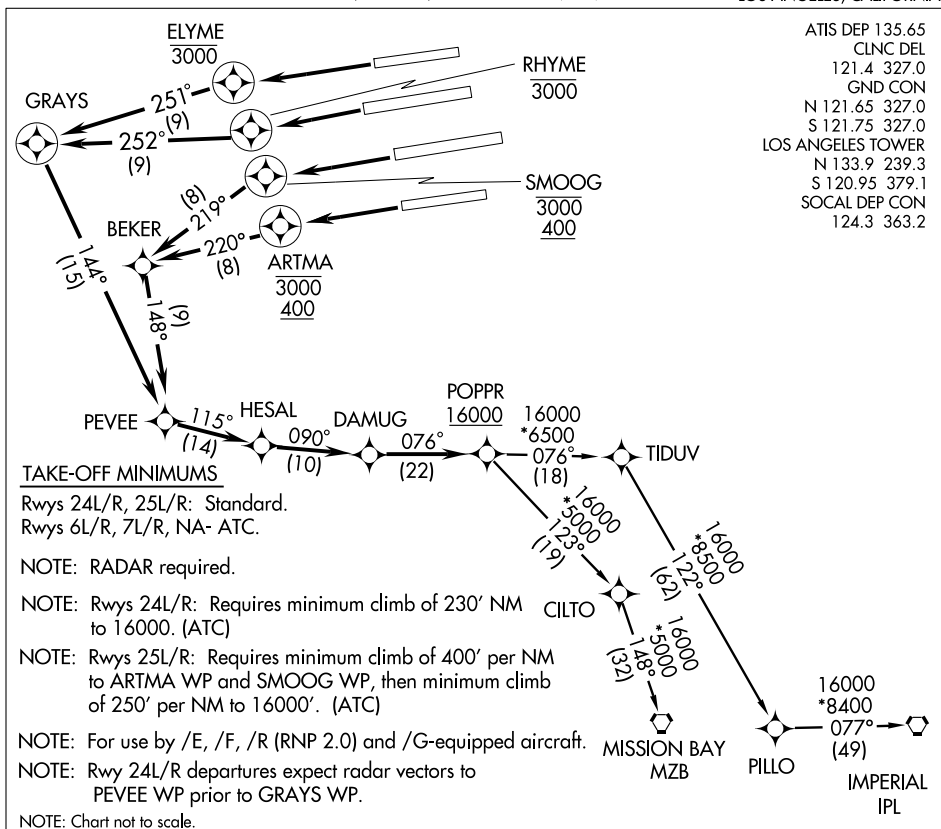 LOS ANGELES, CALIFORNIA
ATIS DEP 135.65
CLNC DEL
121.4 327.0
GND CON
N 121.65 327.0
S 121.75 327.0
LOS ANGELES TOWER
N 133.9 239.3
S 120.95 379.1
SOCAL DEP CON
124.3 363.2
ELYME
3000
RHYME
3000
GRAYS
251°
(9)
252°
(9)
SMOOG
3000
400
(8)
219°
BEKER
220°
(8)
ARTMA
3000
400
144°
(15)
(9)
148°
PEVEE
115°
(14)
HESAL
090°
(10)
DAMUG
076°
(22)
POPPR
16000
16000
*6500
076°
(18)
TIDUV
16000
*5000
123°
(19)
16000
*8500
122°
(62)
CILTO
16000
*5000
148°
(32)
MISSION BAY
MZB
PILLO
16000
*8400
077°
(49)
IMPERIAL
IPL
TAKE-OFF MINIMUMS
Rwys 24L/R, 25L/R: Standard.
Rwys 6L/R, 7L/R, NA- ATC.
NOTE: RADAR required.
NOTE: Rwys 24L/R: Requires minimum climb of 230' NM
to 16000. (ATC)
NOTE: Rwys 25L/R: Requires minimum climb of 400' per NM
to ARTMA WP and SMOOG WP, then minimum climb
of 250' per NM to 16000'. (ATC)
NOTE: For use by /E, /F, /R (RNP 2.0) and /G-equipped aircraft.
NOTE: Rwy 24L/R departures expect radar vectors to
PEVEE WP prior to GRAYS WP.
NOTE: Chart not to scale.